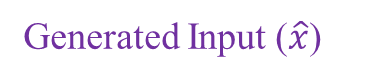 Generated Input (x̂)